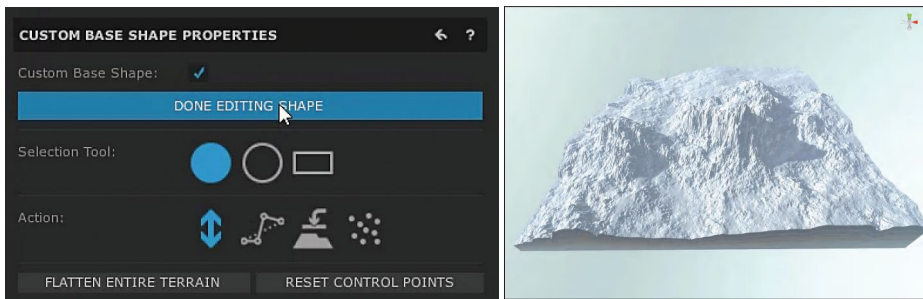 CUSTOM BASE SHAPE PROPERTIES ?
Custom Base Shape:
DONE EDITING SHAPE
Selection Tool:
Action:
FLATTEN ENTIRE TERRAIN RESET CONTROL POINTS